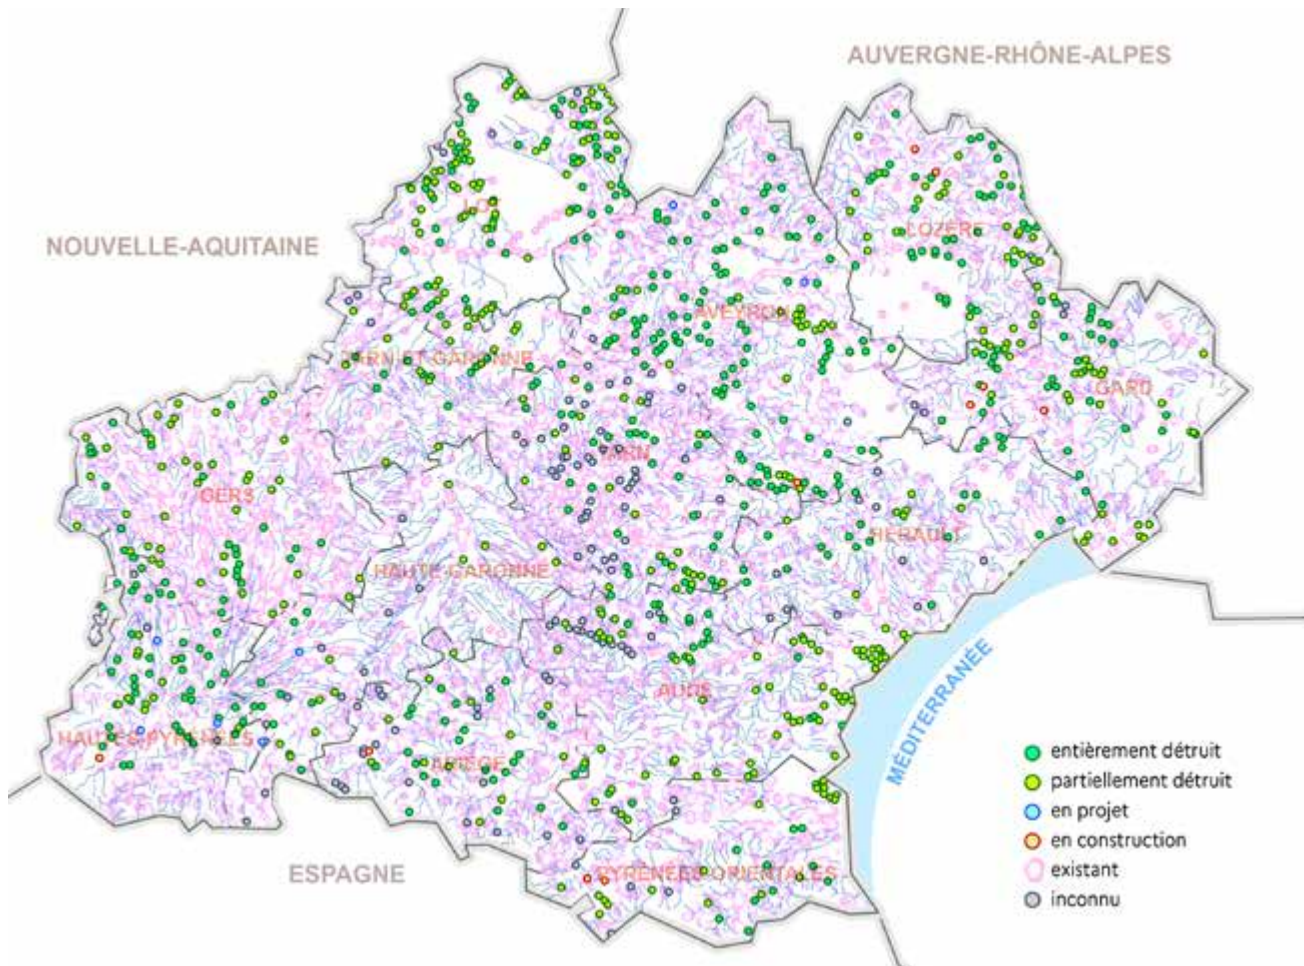 AUVERGNE-RHÔNE-ALPES
NOUVELLE-AQUITAINE
LOT
LOZÈRE
AVEYRON
TARN-ET-GARONNE
GARD
TARN
GERS
HÉRAULT
HAUTE-GARONNE
MÉDITERRANÉE
AUDE
HAUTES-PYRÉNÉES
ARIÈGE
ESPAGNE
PYRÉNÉES-ORIENTALES
entièrement détruit
partiellement détruit
en projet
en construction
existant
inconnu